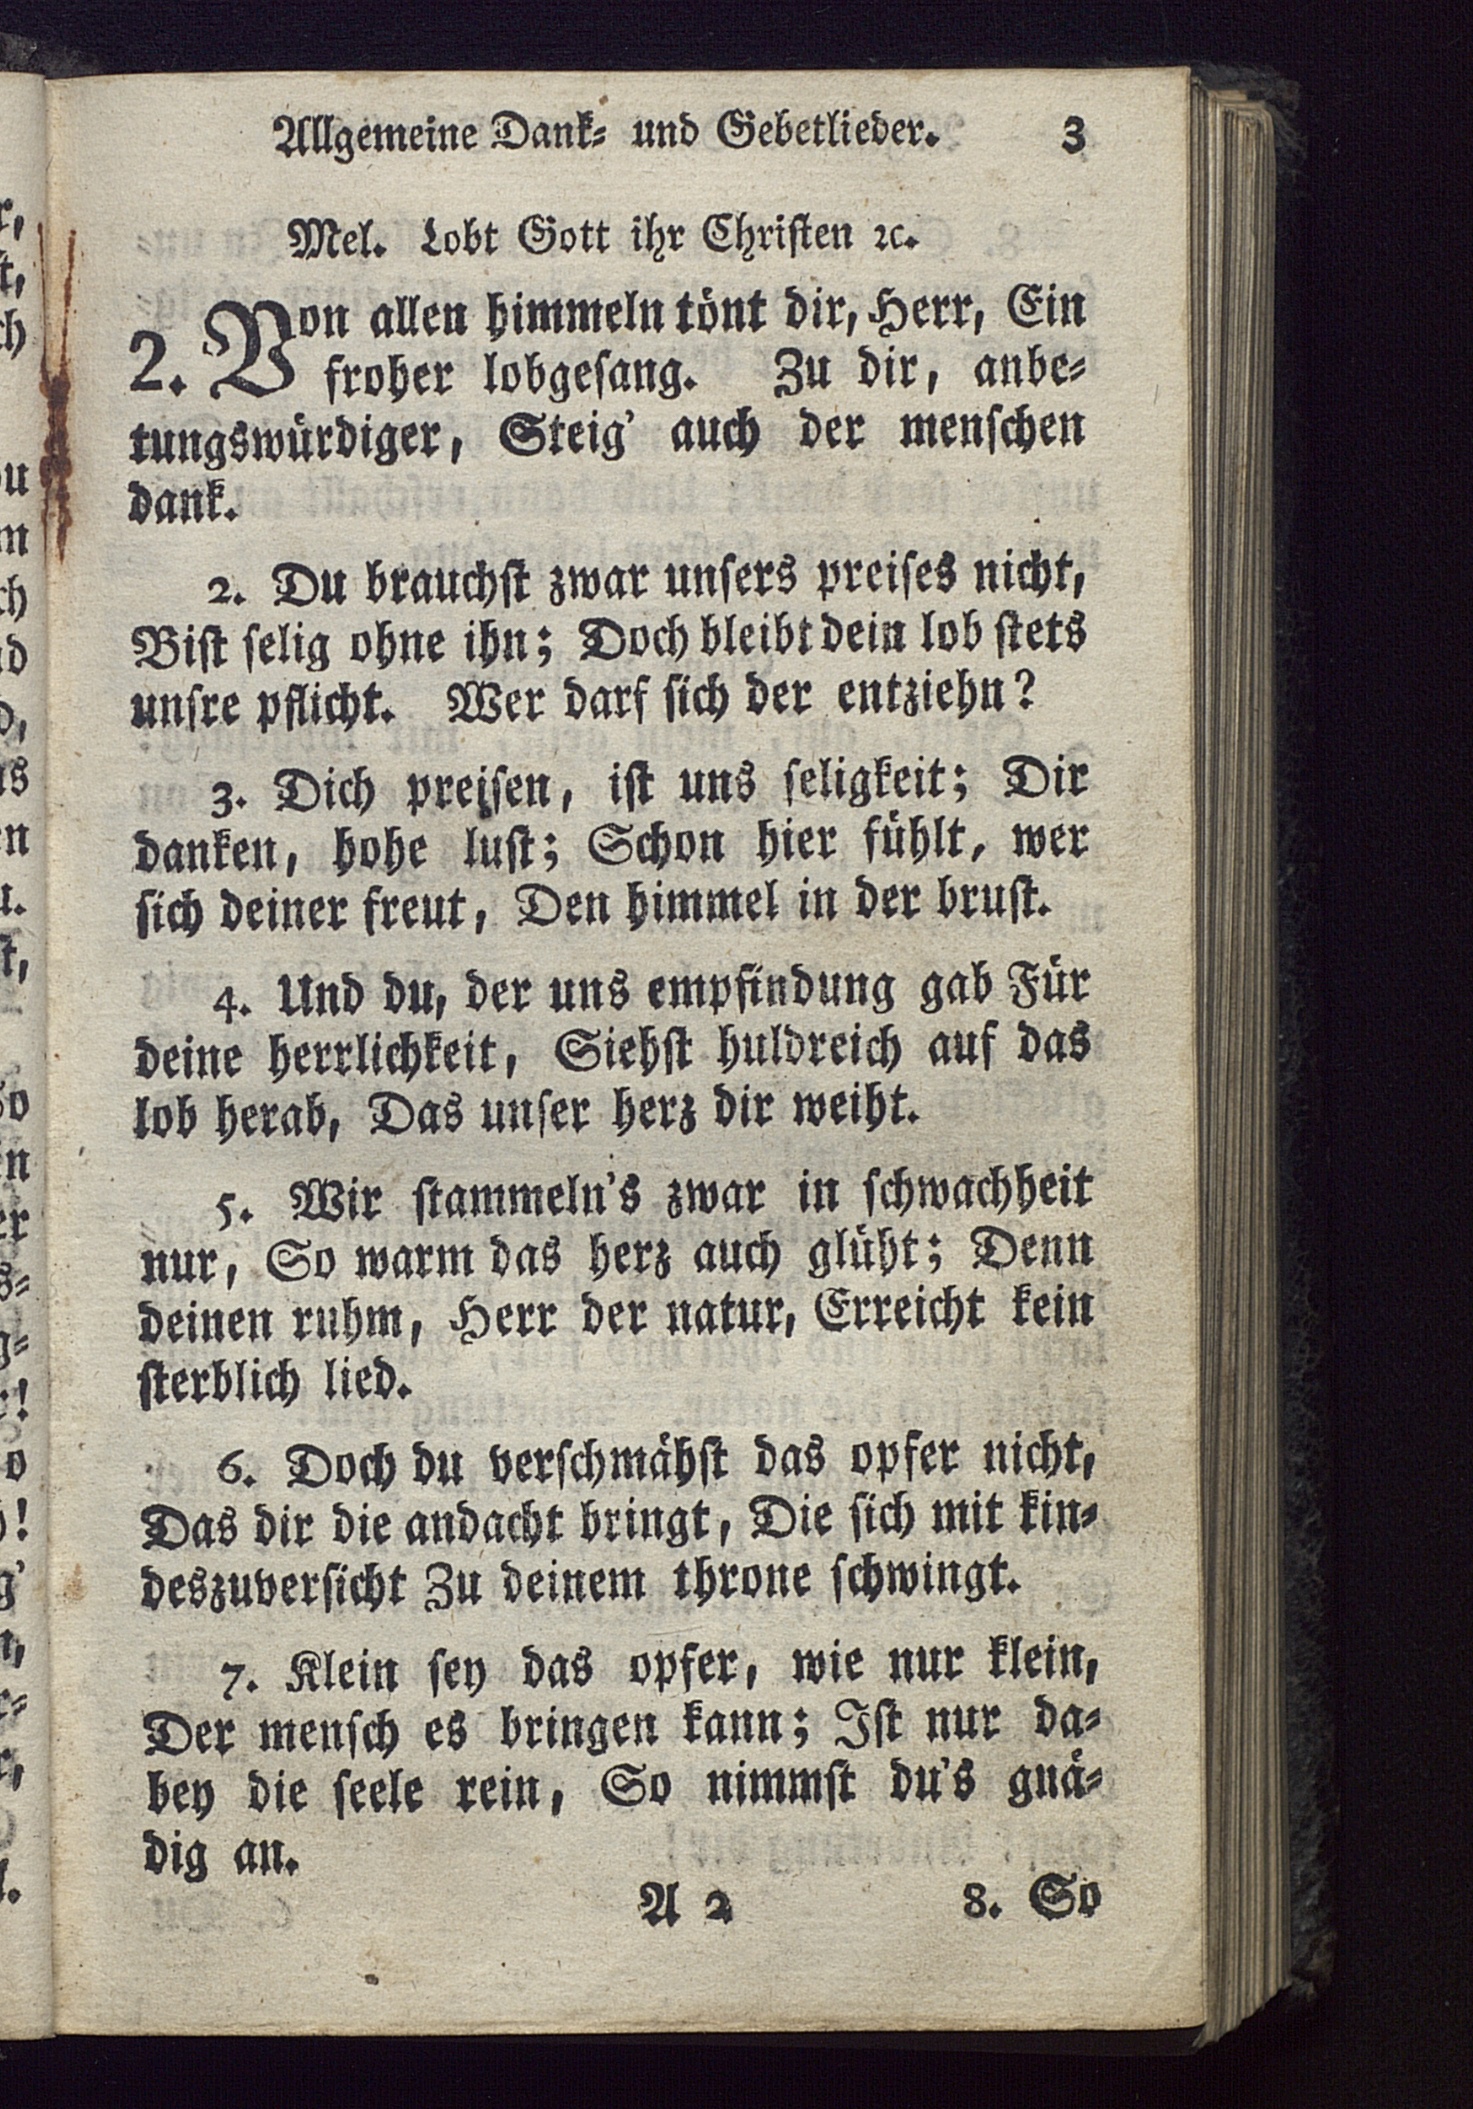 Allgemeine Dank- und Gebetlieder. 3
Mel. Lobt Gott ihr Christen ꝛc.
2. Von allen himmeln tönt dir, Herr, Ein
froher lobgesang. Zu dir, anbe-
tungswürdiger, Steig' auch der menschen
dank.
2. Du brauchst zwar unsers preises nicht,
Bist selig ohne ihn; Doch bleibt dein lob stets
unsre pflicht. Wer darf sich der entziehn?
3. Dich preisen, ist uns seligkeit; Dir
danken, hohe lust; Schon hier fühlt, wer
sich deiner freut, Den himmel in der brust.
4. Und du, der uns empfindung gab Für
deine herrlichkeit, Siehst huldreich auf das
lob herab, Das unser herz dir weiht.
5. Wir stammeln's zwar in schwachheit
nur, So warm das herz auch glüht; Denn
deinen ruhm, Herr der natur, Erreicht kein
sterblich lied.
6. Doch du verschmähst das opfer nicht,
Das dir die andacht bringt, Die sich mit kin-
deszuversicht Zu deinem throne schwingt.
7. Klein sey das opfer, wie nur klein,
Der mensch es bringen kann; Ist nur da-
bey die seele rein, So nimmst du's gnä-
dig an.
A 2 8. So